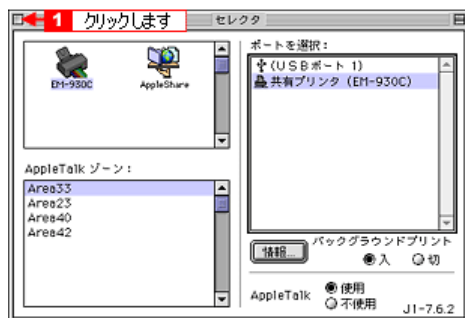 1 クリックします
セレクタ
EM-930C
AppleShare
AppleTalk ゾーン：
Area33
Area23
Area40
Area42
ポートを選択：
(USBポート 1)
共有プリンタ (EM-930C)
情報...
バックグラウンドプリント
入 切
AppleTalk
使用
不使用
J1-7.6.2